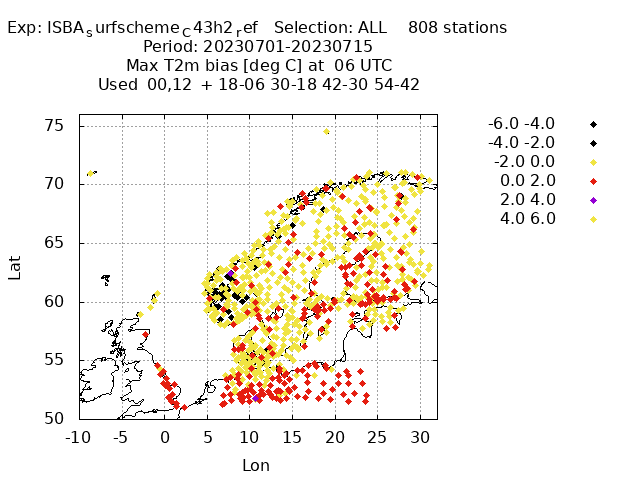 Exp: ISBAsurfschemeC43h2ref   Selection: ALL    808 stations
Period: 20230701-20230715
Max T2m bias [deg C] at  06 UTC
Used  00,12  + 18-06 30-18 42-30 54-42
-6.0 -4.0
-4.0 -2.0
-2.0 0.0
0.0 2.0
2.0 4.0
4.0 6.0
75
70
65
60
55
50
Lat
-10 -5 0 5 10 15 20 25 30
Lon